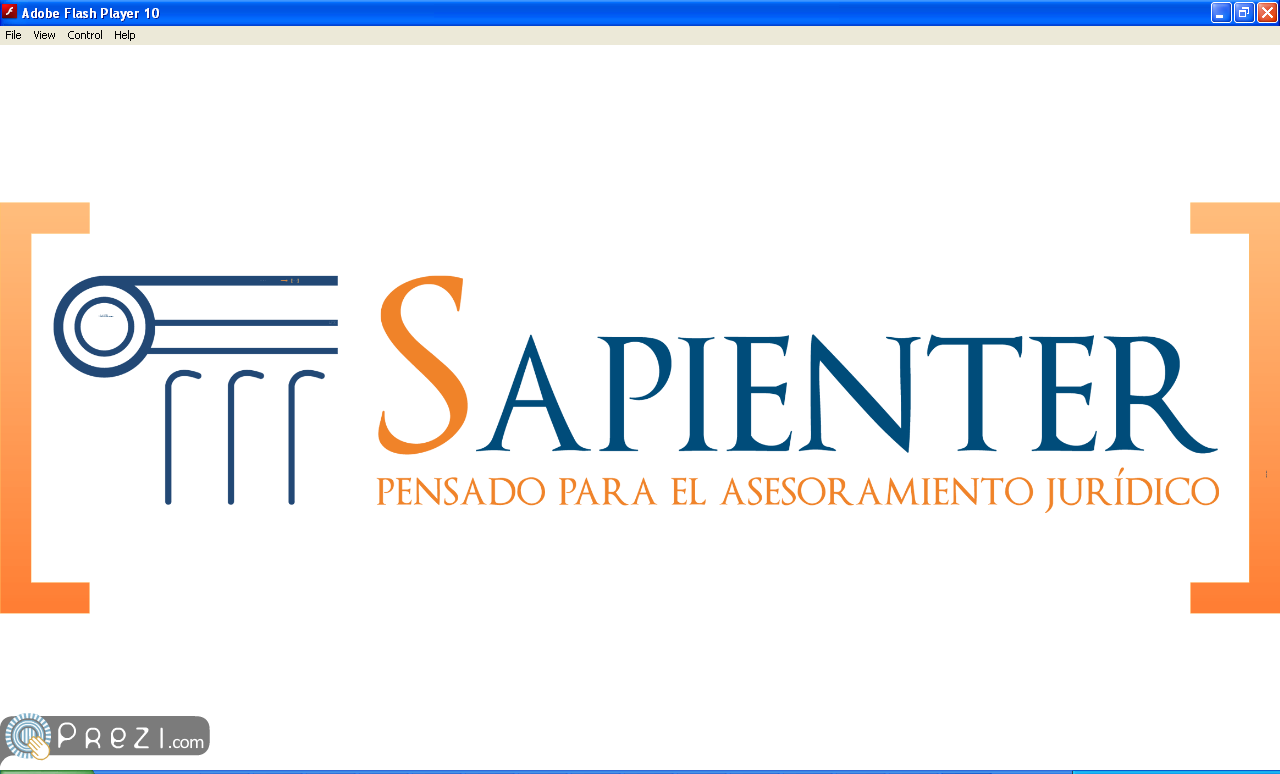 Adobe Flash Player 10
File View Control Help
SAPIENTER
PENSADO PARA EL ASESORAMIENTO JURÍDICO
Prezi.com